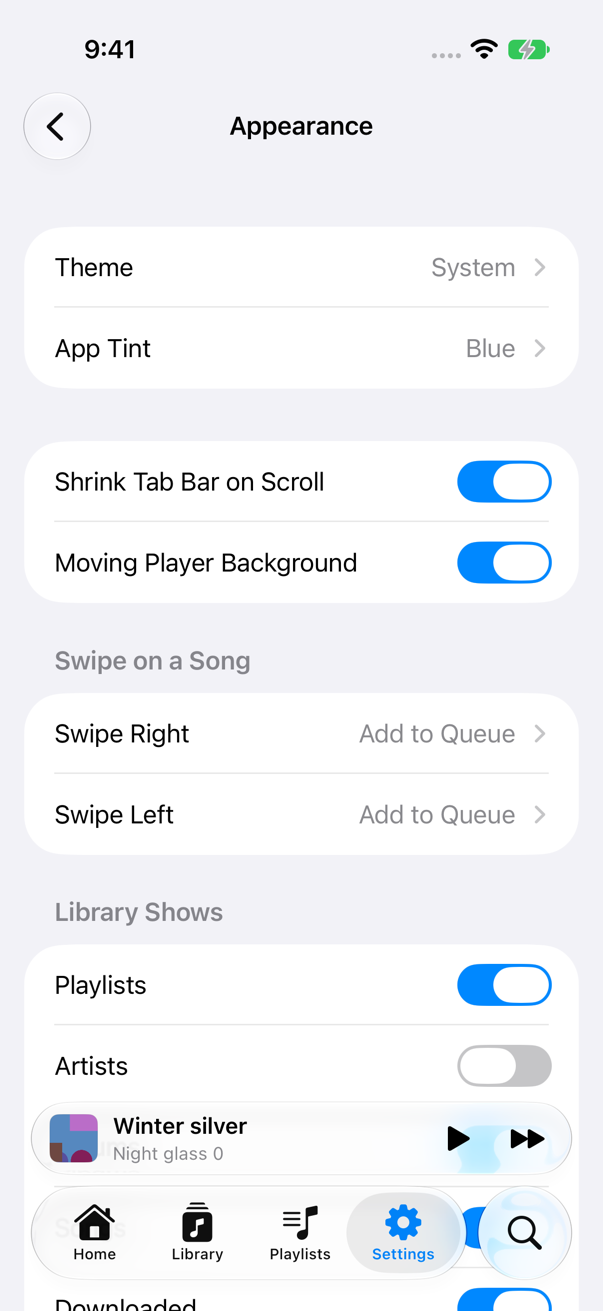 9:41
Appearance
Theme
System
App Tint
Blue
Shrink Tab Bar on Scroll
Moving Player Background
Swipe on a Song
Swipe Right
Add to Queue
Swipe Left
Add to Queue
Library Shows
Playlists
Artists
Winter silver
Night glass 0
Home
Library
Playlists
Settings
Downloaded